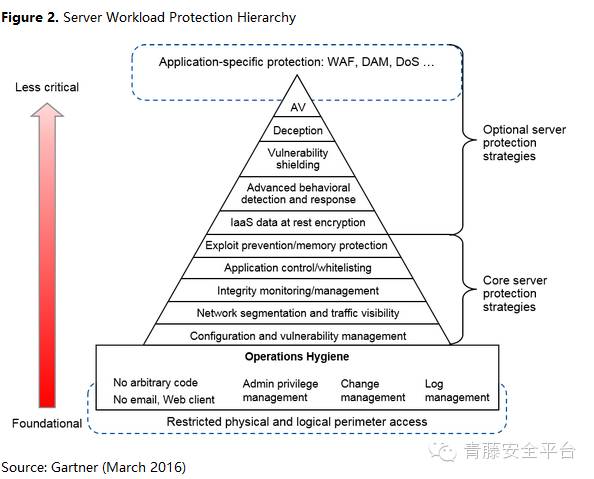 Figure 2. Server Workload Protection Hierarchy
Less critical
Application-specific protection: WAF, DAM, DoS ...
AV
Deception
Vulnerability
shielding
Advanced behavioral
detection and response
IaaS data at rest encryption
Optional server
protection
strategies
Exploit prevention/memory protection
Application control/whitelisting
Integrity monitoring/management
Network segmentation and traffic visibility
Configuration and vulnerability management
Core server
protection
strategies
Operations Hygiene
No arbitrary code
No email, Web client
Admin privilege
management
Change
management
Log
management
Restricted physical and logical perimeter access
Foundational
青藤安全平台
Source: Gartner (March 2016)